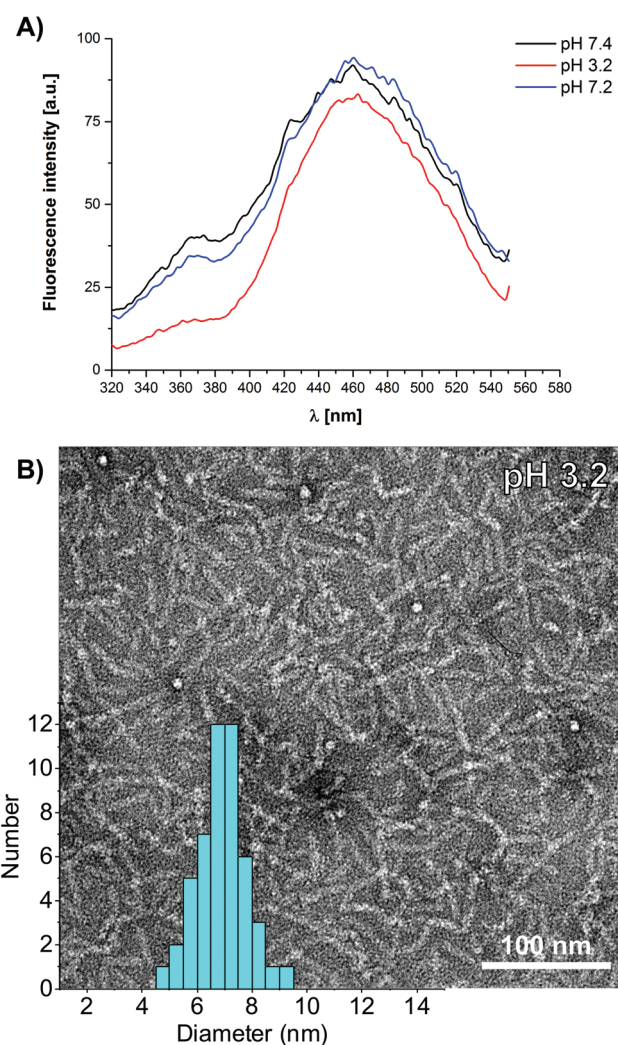 A)
100
75
50
25
0
Fluorescence intensity [a.u.]
pH 7.4
pH 3.2
pH 7.2
320 340 360 380 400 420 440 460 480 500 520 540 560 580
λ [nm]
B)
pH 3.2
12
10
8
6
4
2
0
Number
2 4 6 8 10 12 14
Diameter (nm)
100 nm